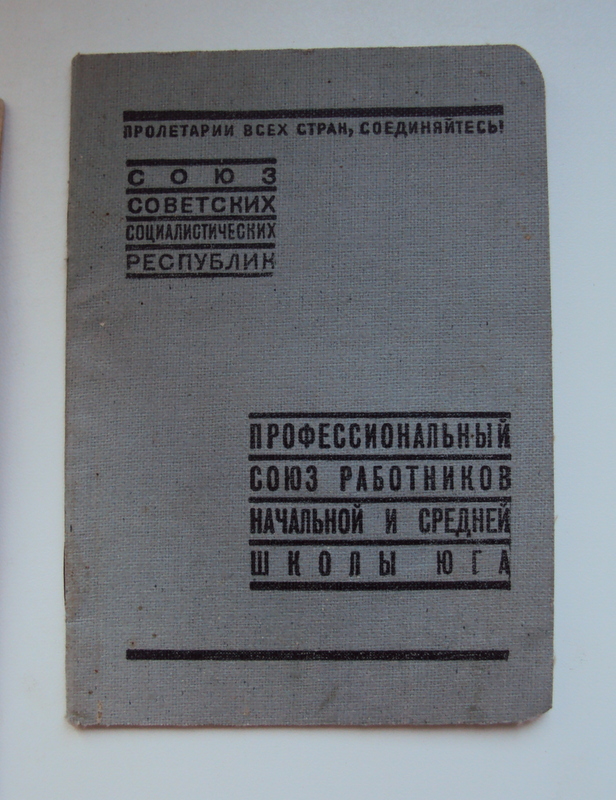 ПРОЛЕТАРИИ ВСЕХ СТРАН, СОЕДИНЯЙТЕСЬ!
СОЮЗ
СОВЕТСКИХ
СОЦИАЛИСТИЧЕСКИХ
РЕСПУБЛИК
ПРОФЕССИОНАЛЬНЫЙ
СОЮЗ РАБОТНИКОВ
НАЧАЛЬНОЙ И СРЕДНЕЙ
ШКОЛЫ ЮГА